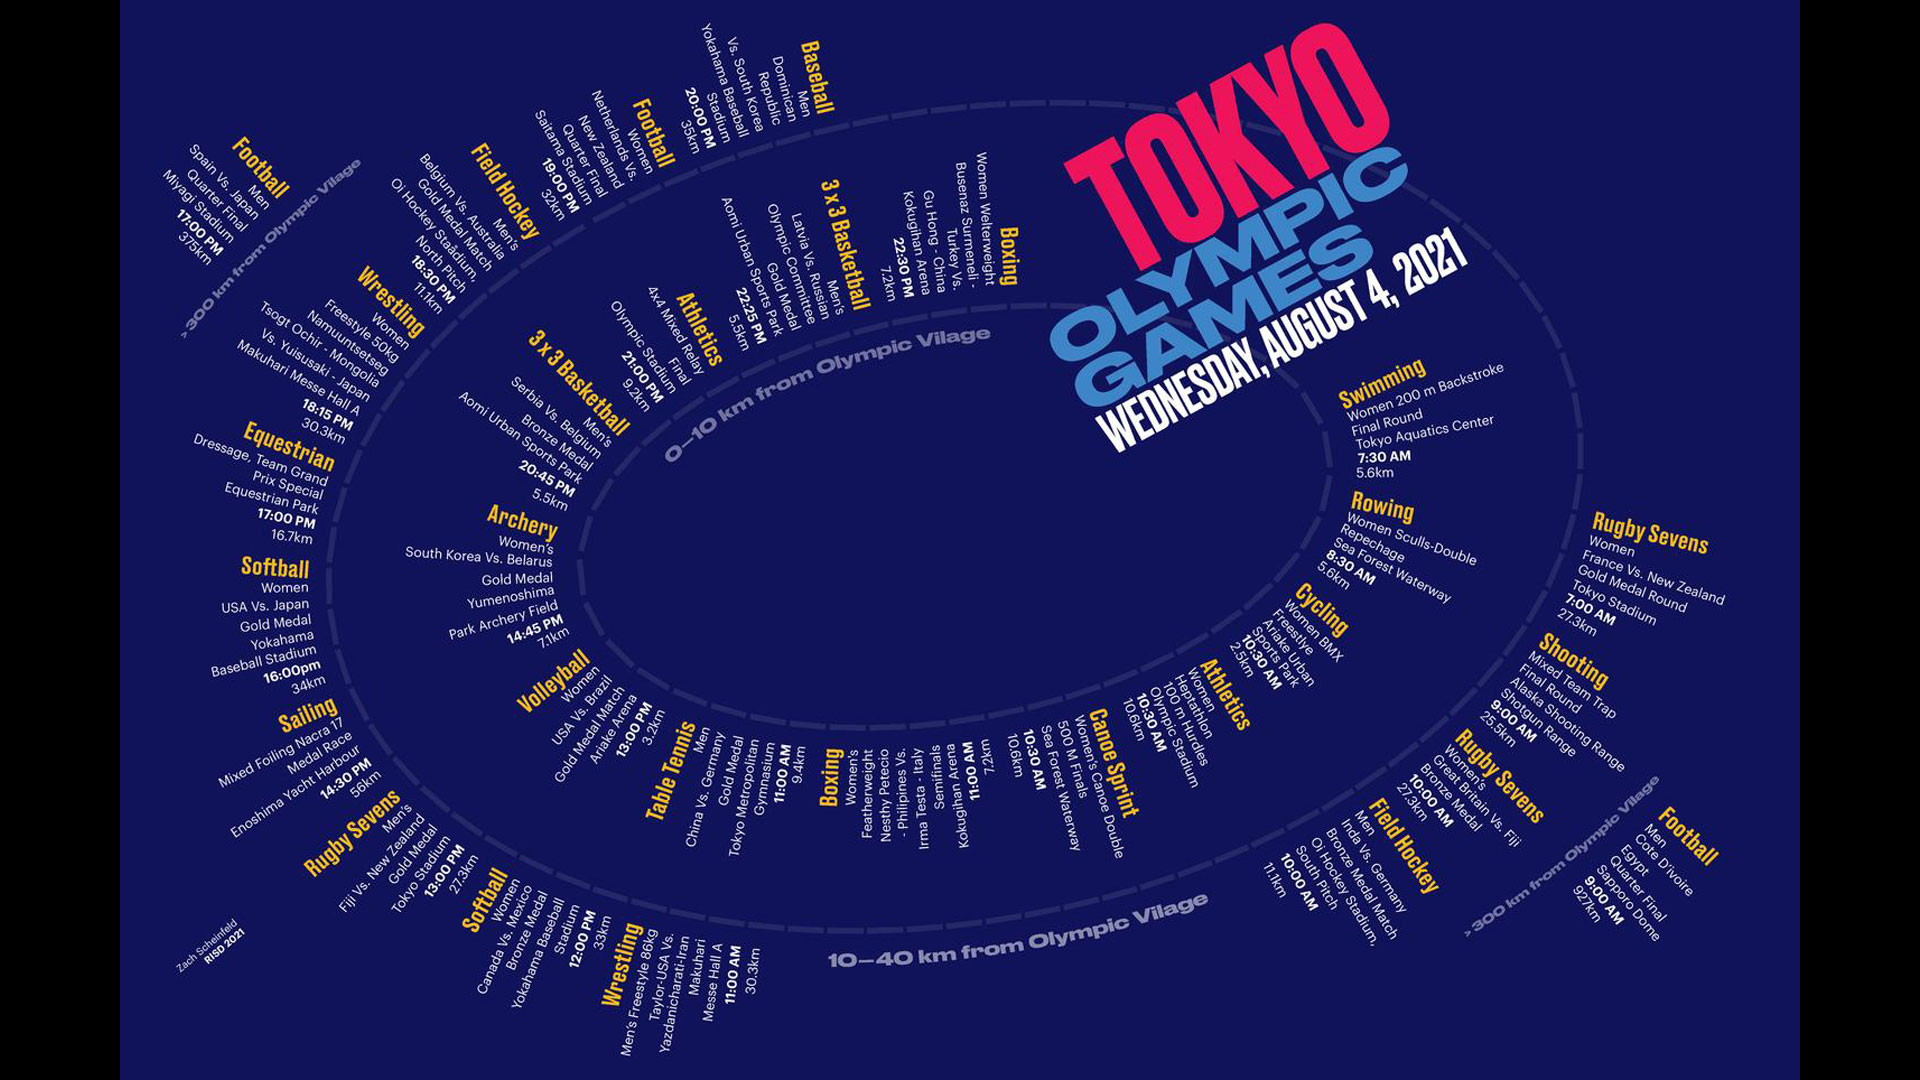 TOKYO
OLYMPIC
GAMES
WEDNESDAY, AUGUST 4, 2021
0–10 km from Olympic Vilage
Swimming
Women 200 m Backstroke
Final Round
Tokyo Aquatics Center
7:30 AM
5.6km
Rowing
Women Sculls-Double
Repechage
Sea Forest Waterway
8:30 AM
5.6km
Cycling
Women BMX
Freestlye
Ariake Urban
Sports Park
10:30 AM
2.5km
Athletics
Women
Heptathlon
100 m Hurdles
Olympic Stadium
10:30 AM
10.6km
Canoe Sprint
Women's Canoe Double
500 M Finals
Sea Forest Waterway
10:30 AM
10.6km
Boxing
Women's
Featherweight
Nesthy Petecio
- Philipines Vs.
Irma Testa - Italy
Semifinals
Kokugihan Arena
11:00 AM
7.2km
Table Tennis
Men
China Vs. Germany
Gold Medal
Tokyo Metropolitan
Gymnasium
11:00 AM
9.4km
Volleyball
Women
USA Vs. Brazil
Gold Medal Match
Ariake Arena
13:00 PM
3.2km
Archery
Women's
South Korea Vs. Belarus
Gold Medal
Yumenoshima
Park Archery Field
14:45 PM
7.1km
3 x 3 Basketball
Men's
Serbia Vs. Belgium
Bronze Medal
Aomi Urban Sports Park
20:45 PM
5.5km
Athletics
4x4 Mixed Relay
Final
Olympic Stadium
21:00 PM
9.2km
3 x 3 Basketball
Men's
Latvia Vs. Russian
Olympic Committee
Gold Medal
Aomi Urban Sports Park
22:25 PM
5.5km
Boxing
Women Welterweight
Busenaz Surmeneli -
Turkey Vs.
Gu Hong - China
Kokugihan Arena
22:30 PM
7.2km
10–40 km from Olympic Vilage
Rugby Sevens
Women
France Vs. New Zealand
Gold Medal Round
Tokyo Stadium
7:00 AM
27.3km
Shooting
Mixed Team Trap
Final Round
Alaska Shooting Range
Shotgun Range
9:00 AM
25.5km
Rugby Sevens
Women's
Great Britain Vs. Fiji
Bronze Medal
10:00 AM
27.3km
Field Hockey
Men
Inda Vs. Germany
Bronze Medal Match
Oi Hockey Stadium,
South Pitch
10:00 AM
11.1km
Wrestling
Men's Freestyle 86kg
Taylor-USA Vs.
Yazdanicharati-Iran
Makuhari
Messe Hall A
11:00 AM
30.3km
Softball
Women
Canada Vs. Mexico
Bronze Medal
Yokahama Baseball
Stadium
12:00 PM
33km
Rugby Sevens
Men's
Fiji Vs. New Zealand
Gold Medal
Tokyo Stadium
13:00 PM
27.3km
Sailing
Mixed Foiling Nacra 17
Medal Race
Enoshima Yacht Harbour
14:30 PM
56km
Softball
Women
USA Vs. Japan
Gold Medal
Yokahama
Baseball Stadium
16:00pm
34km
Equestrian
Dressage, Team Grand
Prix Special
Equestrian Park
17:00 PM
16.7km
Wrestling
Women
Freestyle 50kg
Namuuntsetseg
Tsogt Ochir - Mongolia
Vs. Yuisusaki - Japan
Makuhari Messe Hall A
18:15 PM
30.3km
Field Hockey
Men's
Belgium Vs. Australia
Gold Medal Match
Oi Hockey Stadium,
North Pitch
18:30 PM
11.1km
Football
Women
Netherlands Vs.
New Zealand
Quarter Final
Saitama Stadium
19:00 PM
32km
Baseball
Men
Dominican
Republic
Vs. South Korea
Yokahama Baseball
Stadium
20:00 PM
35km
>300 km from Olympic Vilage
Football
Men
Cote D'ivoire
Egypt
Quarter Final
Sapporo Dome
9:00 AM
927km
>300 km from Olympic Vilage
Football
Men
Spain Vs. Japan
Quarter Final
Miyagi Stadium
17:00 PM
375km
Zach Scheinfeld
RISD 2021